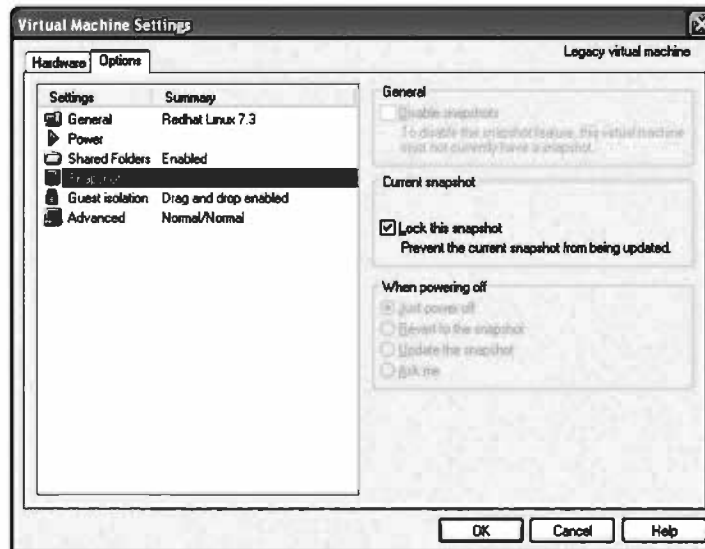 Virtual Machine Settings
Hardware Options
Legacy virtual machine
Settings Summary
General Redhat Linux 7.3
Power
Shared Folders Enabled
Snapshot
Guest isolation Drag and drop enabled
Advanced Normal/Normal
General
Disable snapshots
To disable the snapshot feature, this virtual machine
must not currently have a snapshot.
Current snapshot
Lock this snapshot
Prevent the current snapshot from being updated.
When powering off
Just power off
Revert to the snapshot
Update the snapshot
Ask me
OK Cancel Help